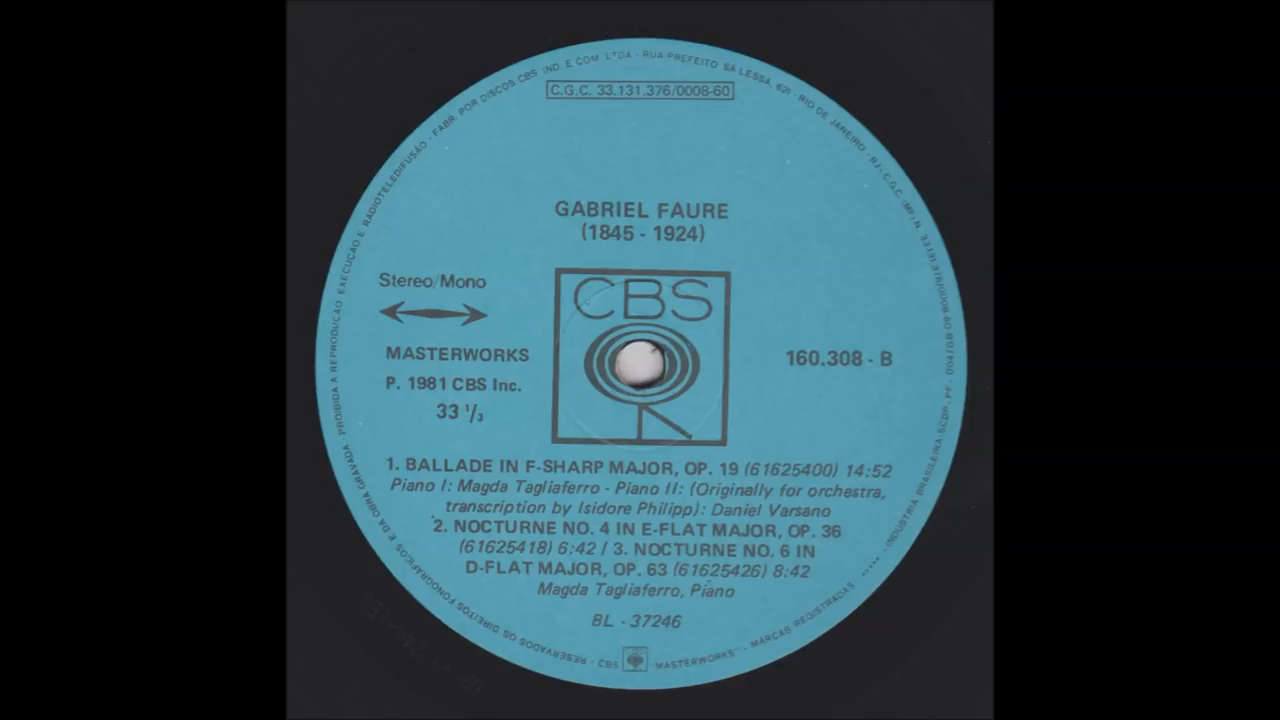 FABR. POR DISCOS CBS IND. E COM. LTDA - RUA PREFEITO SÁ LESSA, 621 - RIO DE JANEIRO - RJ - C.G.C. (MF) N. 33.131.376/0008-60
C.G.C. 33.131.376/0008-60
GABRIEL FAURE
(1845 - 1924)
Stereo/Mono
CBS
MASTERWORKS
160.308 - B
P. 1981 CBS Inc.
33 1/3
1. BALLADE IN F-SHARP MAJOR, OP. 19 (61625400) 14:52
Piano I: Magda Tagliaferro - Piano II: (Originally for orchestra,
transcription by Isidore Philipp): Daniel Varsano
2. NOCTURNE NO. 4 IN E-FLAT MAJOR, OP. 36
(61625418) 6:42 / 3. NOCTURNE NO. 6 IN
D-FLAT MAJOR, OP. 63 (61625426) 8:42
Magda Tagliaferro, Piano
BL - 37246
INDÚSTRIA BRASILEIRA
MARCAS REGISTRADAS
CBS MASTERWORKS
RESERVADOS OS DIREITOS FONOGRÁFICOS E DA OBRA GRAVADA - PROIBIDA A REPRODUÇÃO EXECUÇÃO E RADIOTELEDIFUSÃO